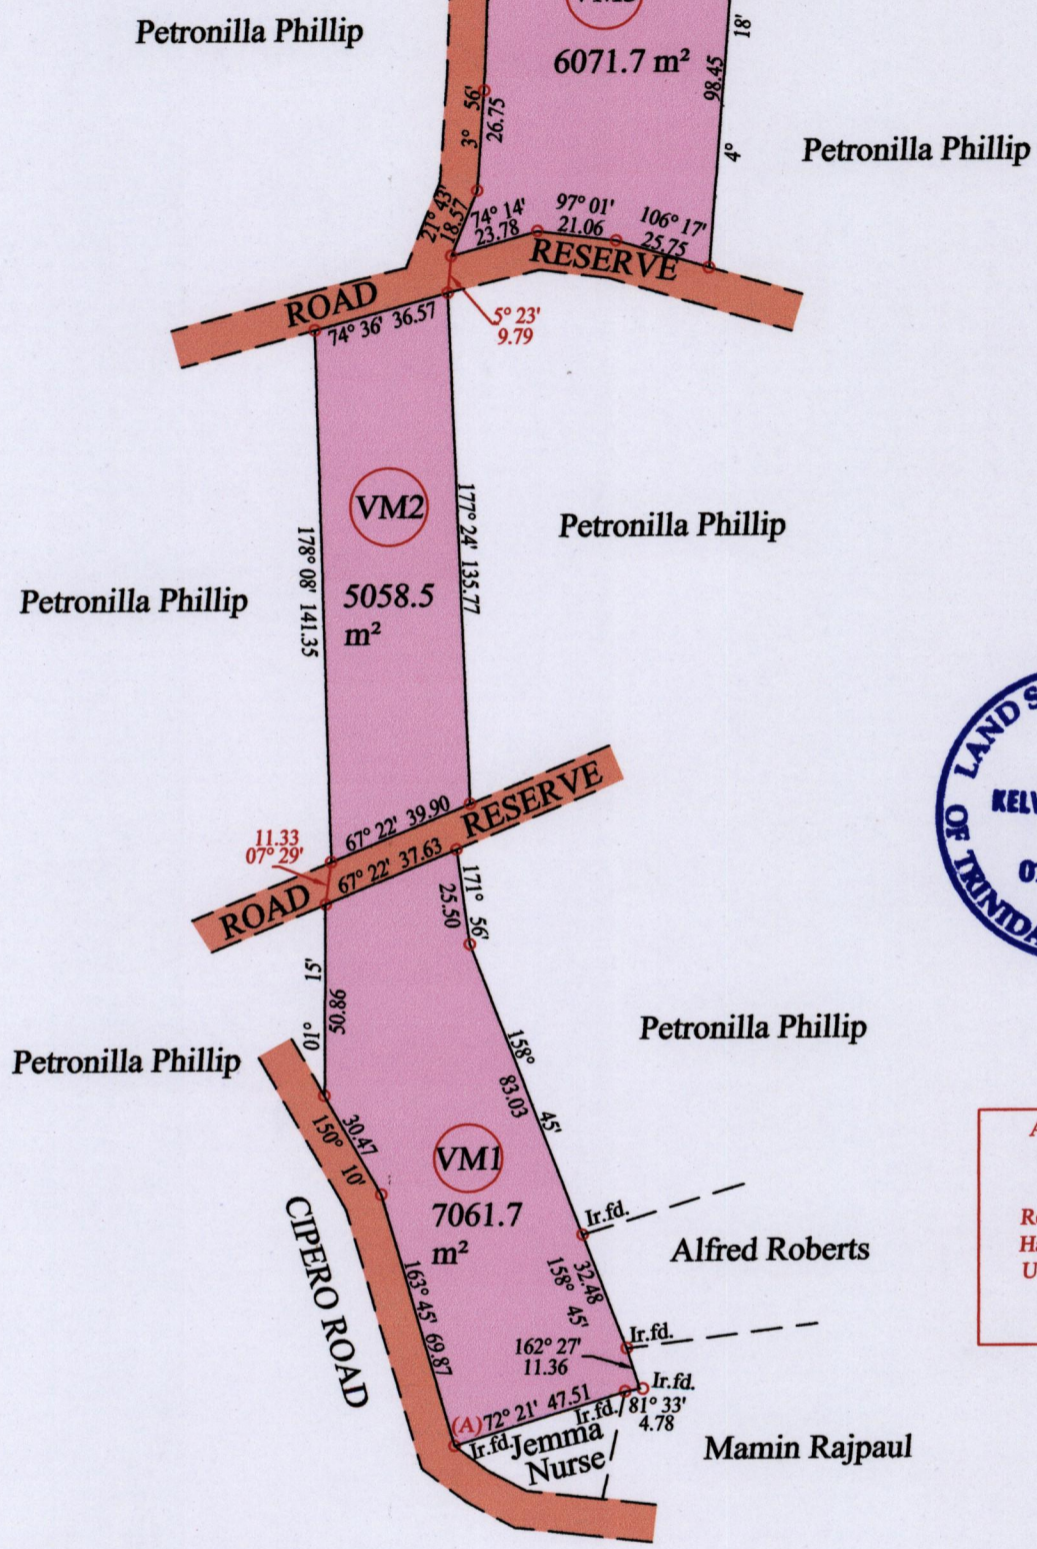 Petronilla Phillip
6071.7 m²
18'
98.45
4°
3° 56'
26.75
Petronilla Phillip
21° 43'
18.57
74° 14'
23.78
97° 01'
21.06
106° 17'
25.75
ROAD RESERVE
74° 36' 36.57
5° 23'
9.79
VM2
5058.5
m²
177° 24' 135.77
178° 08' 141.35
Petronilla Phillip
Petronilla Phillip
LAND
OF TRINIDA
KEL
67° 22' 39.90
67° 22' 37.63
ROAD RESERVE
11.33
07° 29'
171° 56'
25.50
01° 15'
50.86
Petronilla Phillip
Petronilla Phillip
158° 45'
83.03
30.47
150° 10'
VM1
7061.7
m²
CIPERO ROAD
163° 45' 69.87
Ir.fd.
Alfred Roberts
32.48
158° 45'
Ir.fd.
162° 27'
11.36
Ir.fd.
81° 33'
4.78
(A) 72° 21' 47.51
Ir.fd.
Ir.fd.
Jemma
Nurse
Mamin Rajpaul